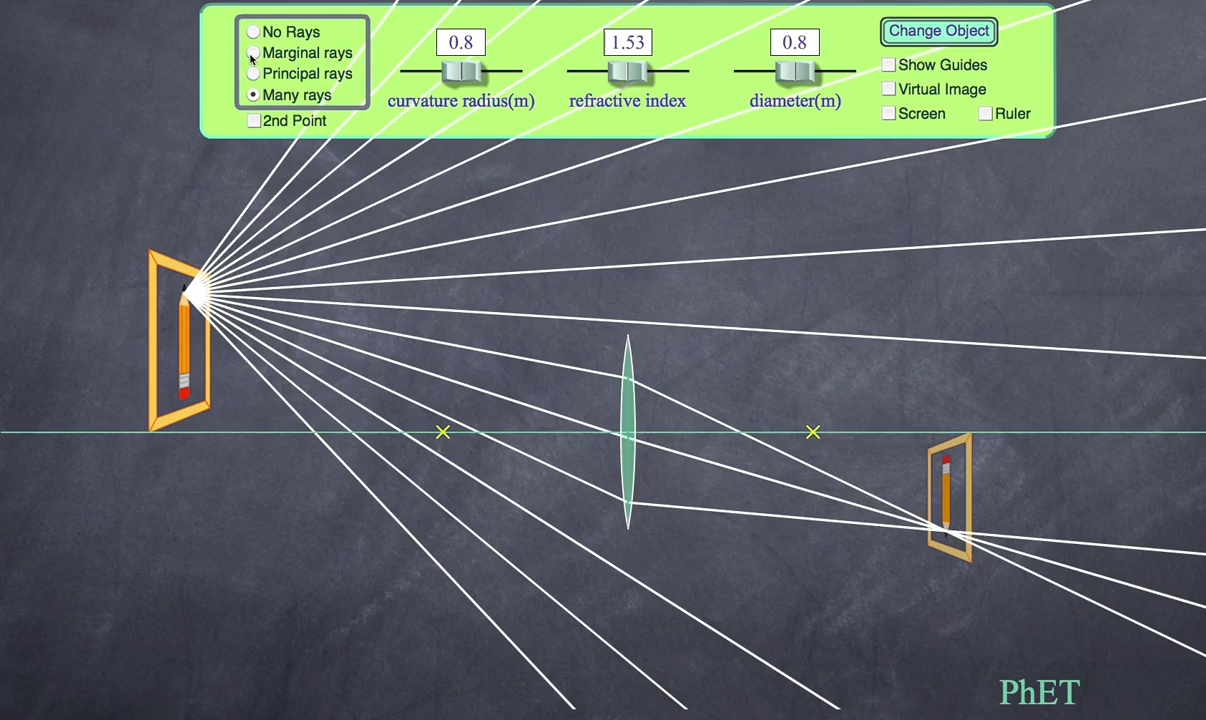 No Rays
Marginal rays
Principal rays
Many rays
2nd Point
0.8
curvature radius(m)
1.53
refractive index
0.8
diameter(m)
Change Object
Show Guides
Virtual Image
Screen
Ruler
PhET